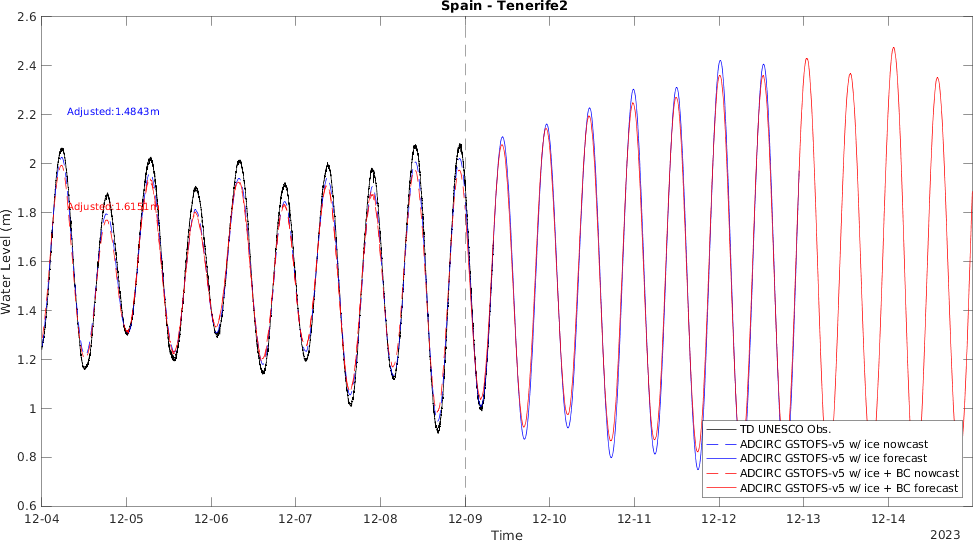 Spain - Tenerife2
2.6
2.4
2.2
2
1.8
1.6
1.4
1.2
1
0.8
0.6
Water Level (m)
Adjusted:1.4843m
Adjusted:1.6151m
TD UNESCO Obs.
ADCIRC GSTOFS-v5 w/ ice nowcast
ADCIRC GSTOFS-v5 w/ ice forecast
ADCIRC GSTOFS-v5 w/ ice + BC nowcast
ADCIRC GSTOFS-v5 w/ ice + BC forecast
12-04 12-05 12-06 12-07 12-08 12-09 12-10 12-11 12-12 12-13 12-14
Time
2023